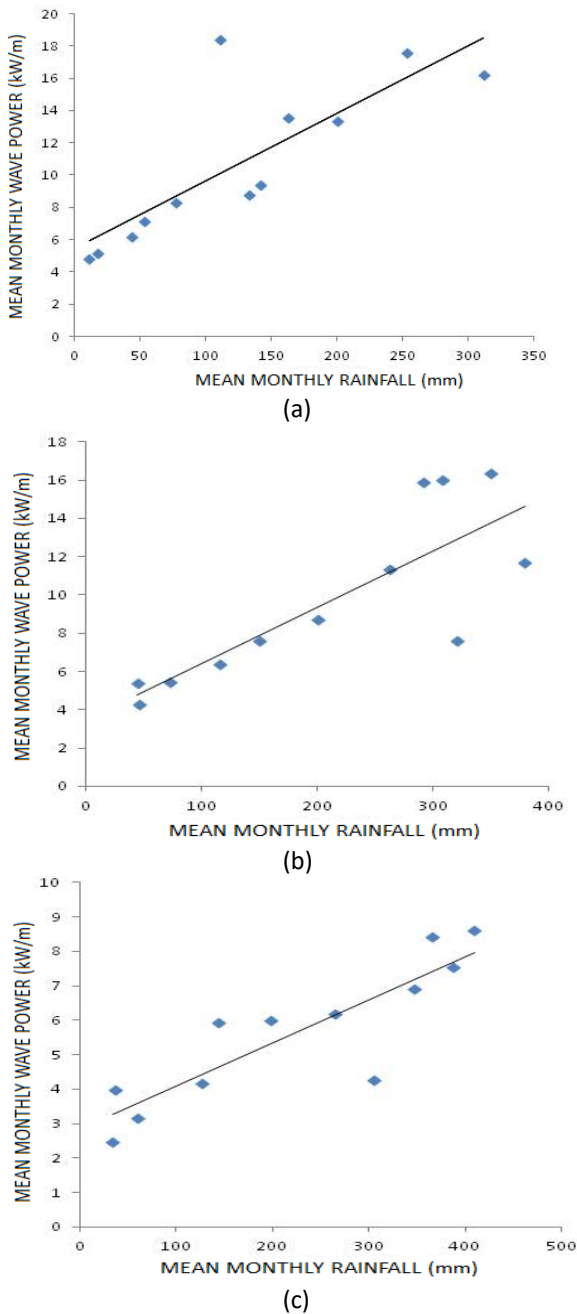 MEAN MONTHLY WAVE POWER (kW/m)
20
18
16
14
12
10
8
6
4
2
0
0 50 100 150 200 250 300 350
MEAN MONTHLY RAINFALL (mm)
(a)
MEAN MONTHLY WAVE POWER (kW/m)
18
16
14
12
10
8
6
4
2
0
0 100 200 300 400
MEAN MONTHLY RAINFALL (mm)
(b)
MEAN MONTHLY WAVE POWER (kW/m)
10
9
8
7
6
5
4
3
2
1
0
0 100 200 300 400 500
MEAN MONTHLY RAINFALL (mm)
(c)